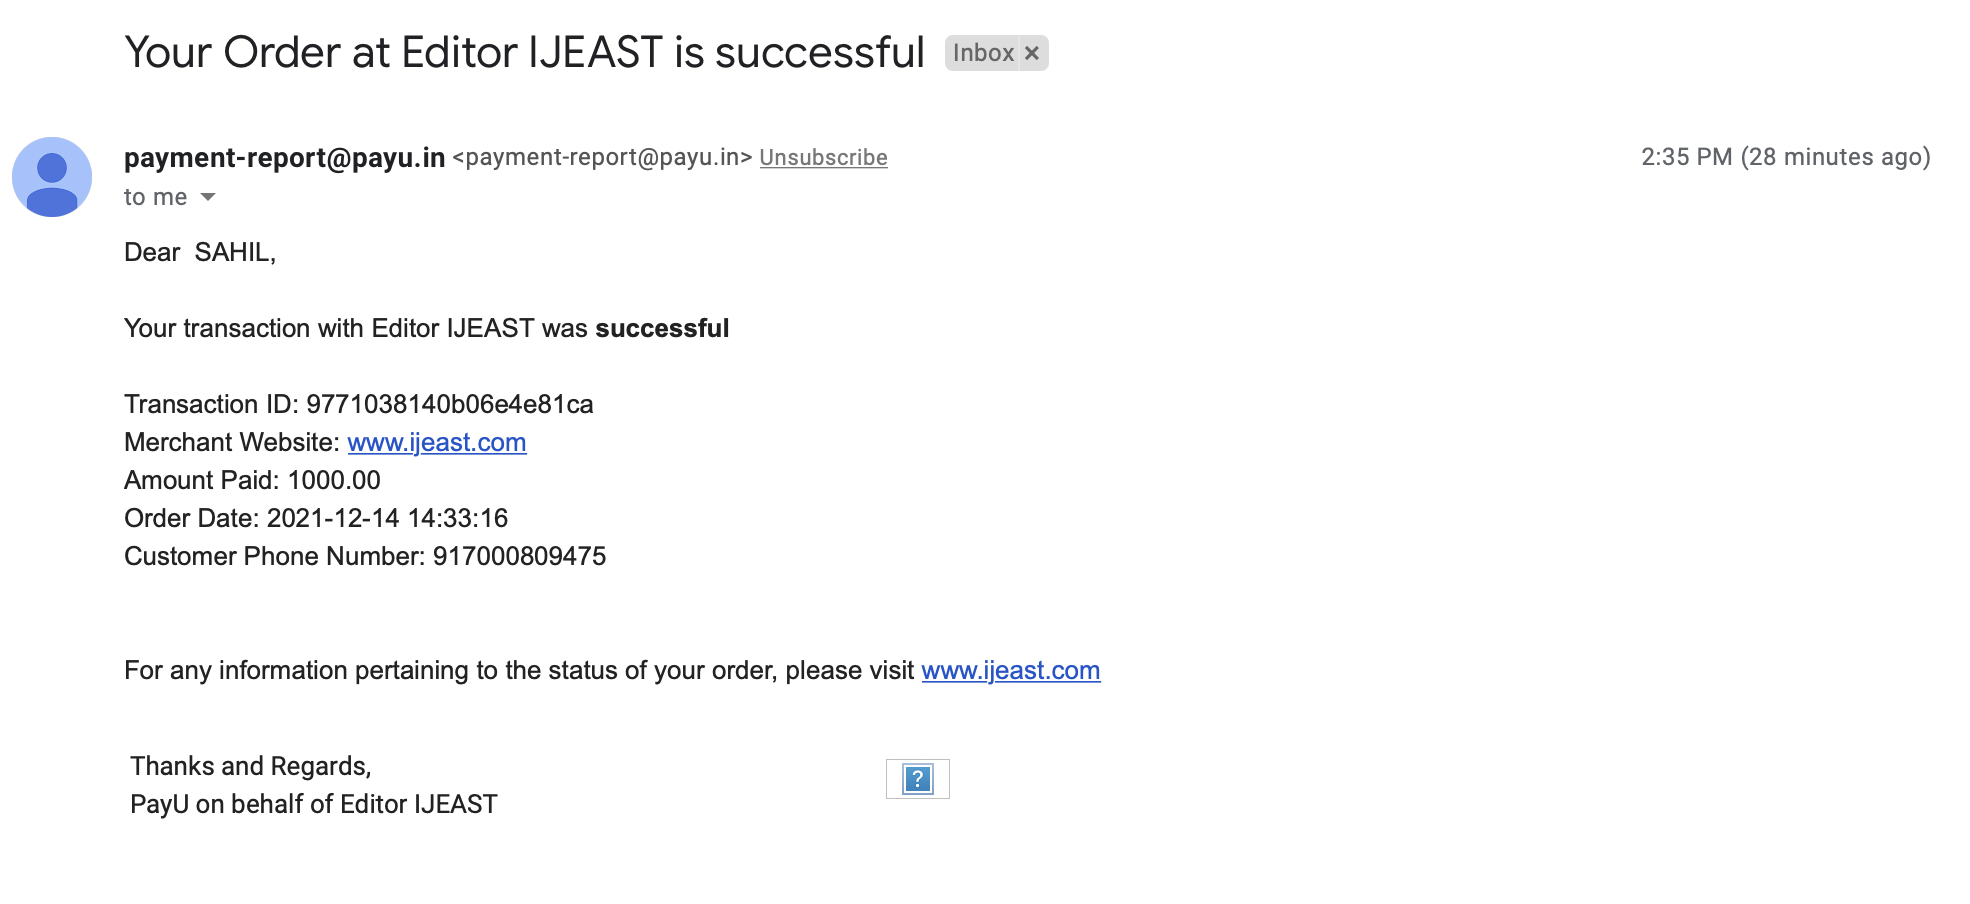 Your Order at Editor IJEAST is successful Inbox ×
payment-report@payu.in <payment-report@payu.in> Unsubscribe 2:35 PM (28 minutes ago)
to me
Dear  SAHIL,
Your transaction with Editor IJEAST was successful
Transaction ID: 9771038140b06e4e81ca
Merchant Website: www.ijeast.com
Amount Paid: 1000.00
Order Date: 2021-12-14 14:33:16
Customer Phone Number: 917000809475
For any information pertaining to the status of your order, please visit www.ijeast.com
Thanks and Regards,
PayU on behalf of Editor IJEAST
?